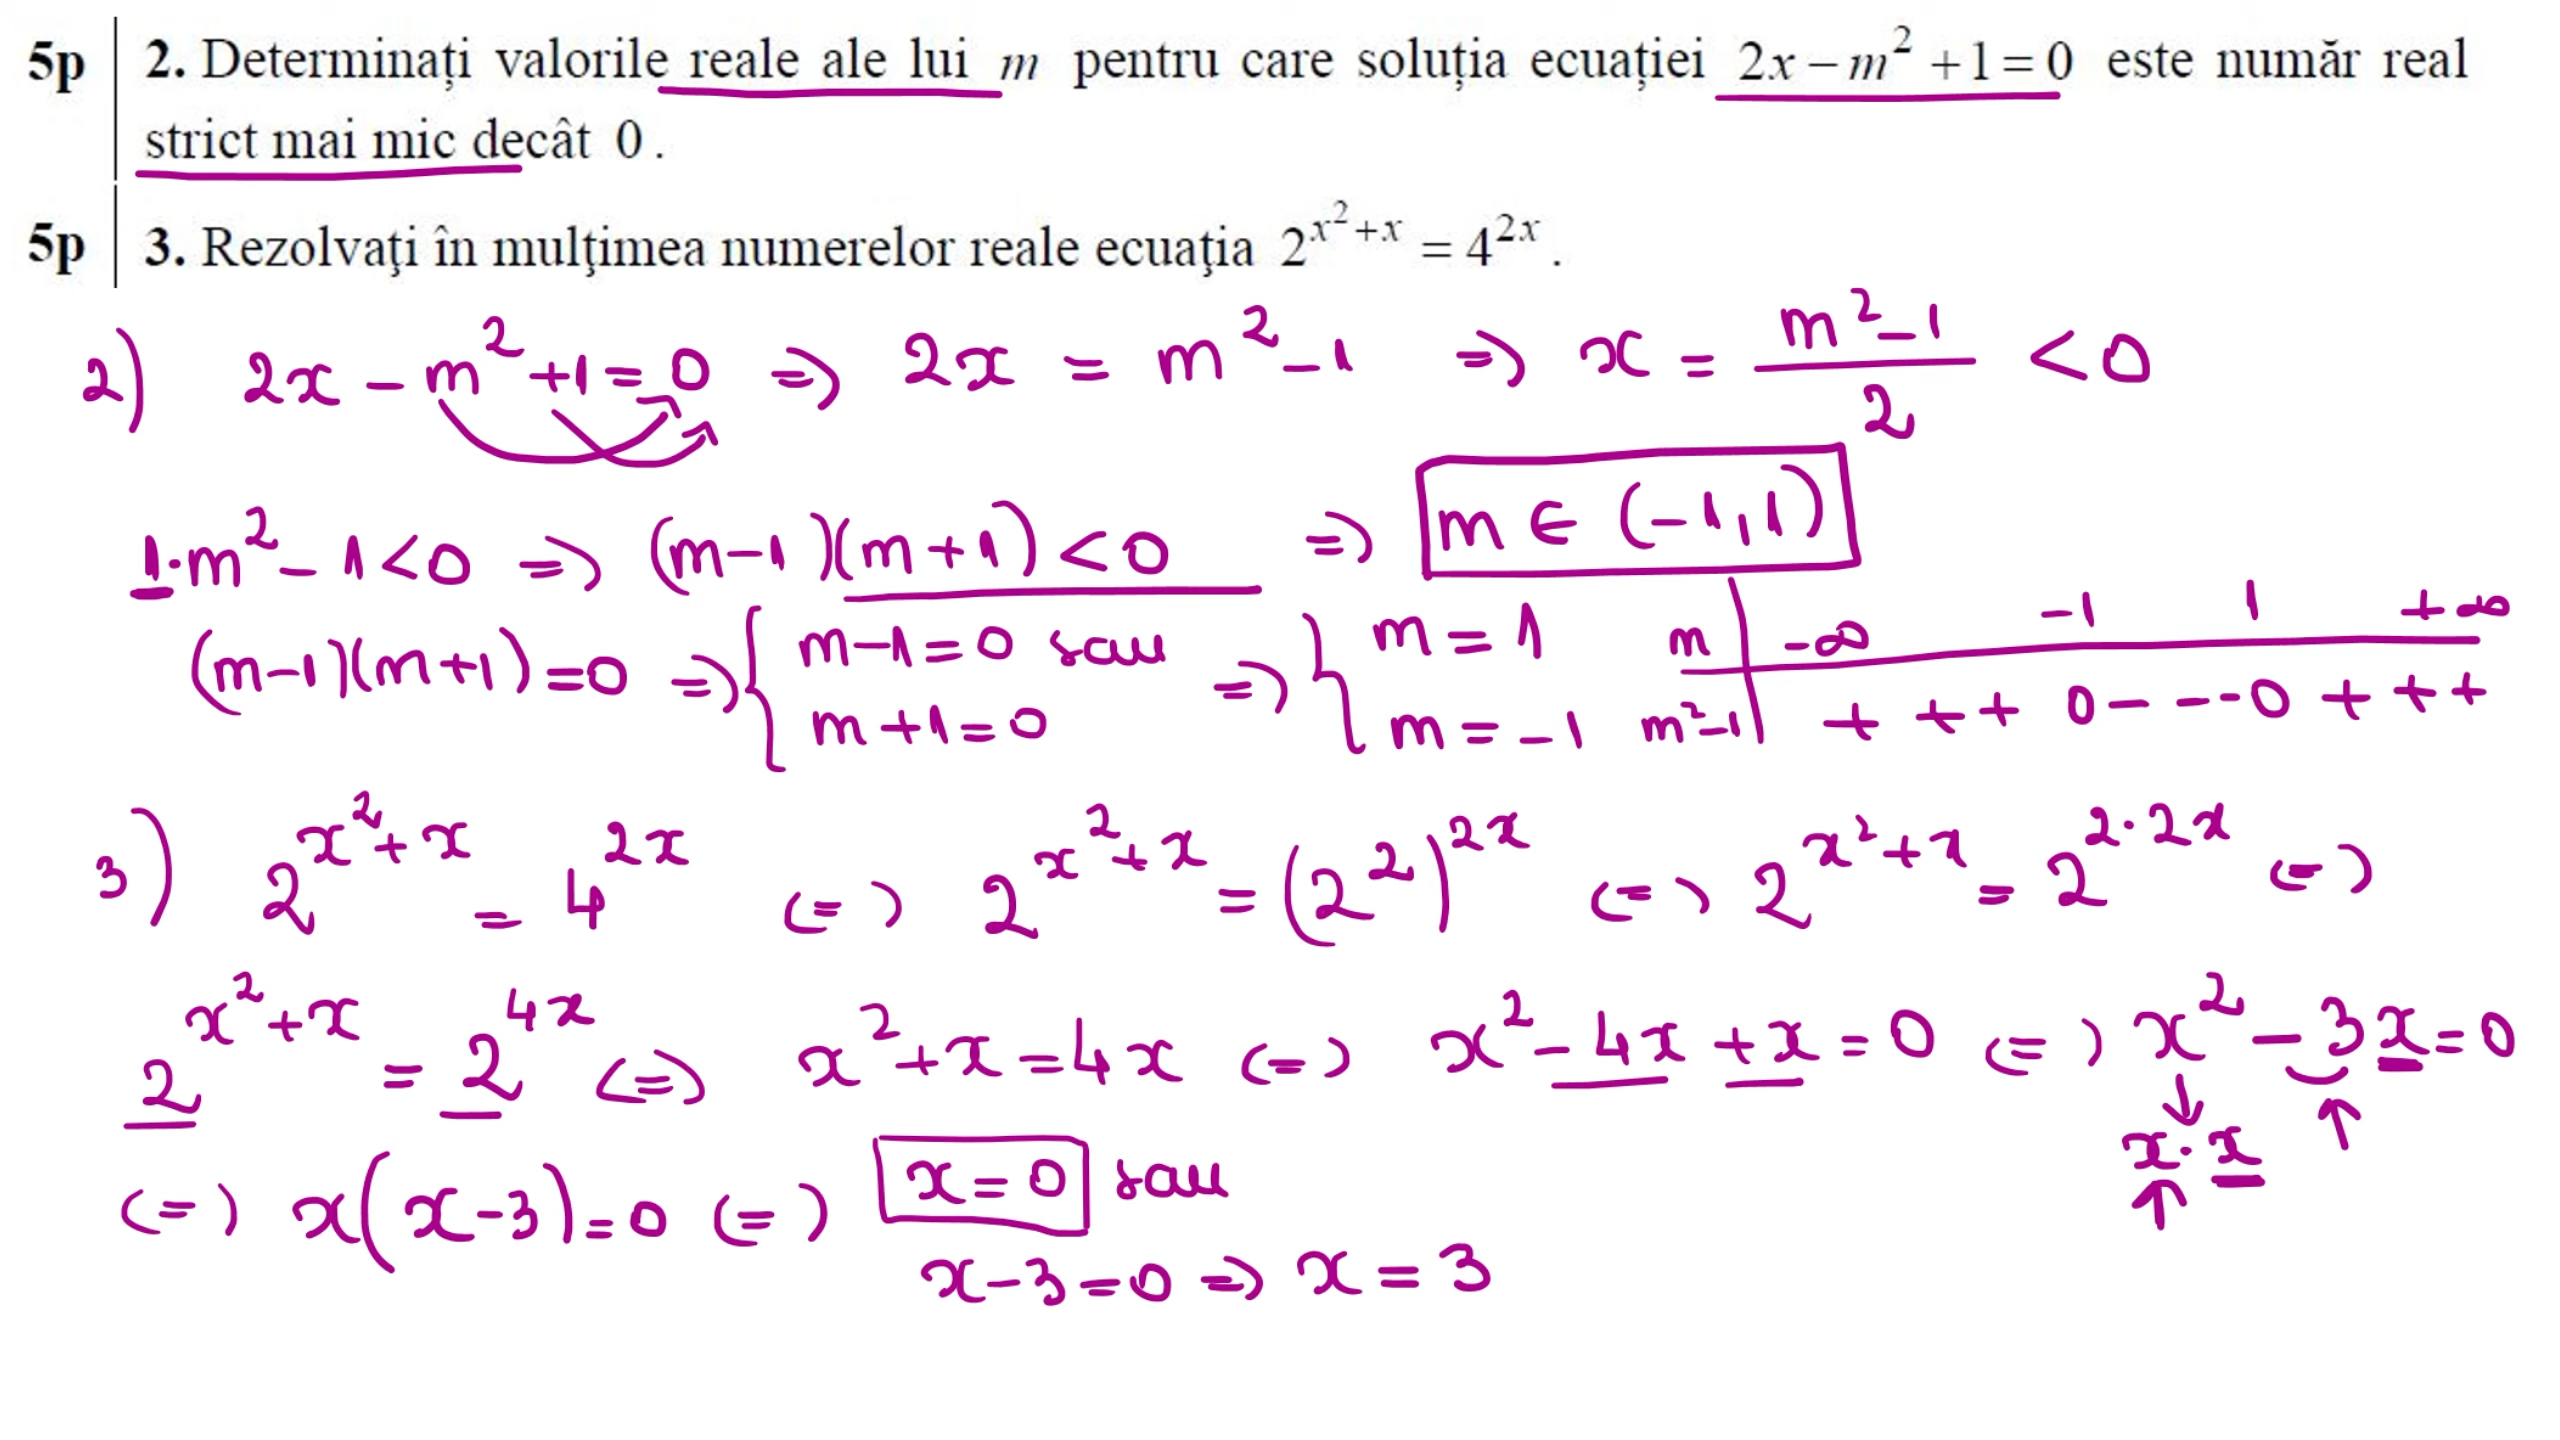 5p 2. Determinați valorile reale ale lui m pentru care soluția ecuației 2x − m² + 1 = 0 este număr real
strict mai mic decât 0 .
5p 3. Rezolvaţi în mulţimea numerelor reale ecuaţia 2^(x²+x) = 4^(2x) .
2) 2x − m² + 1 = 0 => 2x = m² − 1 => x = (m² − 1)/2 < 0
1·m² − 1 < 0 => (m−1)(m+1) < 0 => m ∈ (−1,1)
(m−1)(m+1) = 0 => { m−1=0 sau => { m = 1
m+1=0 m = −1
m | −∞ −1 1 +∞
m²−1 | + + + 0 − − − 0 + + +
3) 2^(x²+x) = 4^(2x) (=) 2^(x²+x) = (2²)^(2x) (=) 2^(x²+x) = 2^(2·2x) (=)
2^(x²+x) = 2^(4x) (=) x² + x = 4x (=) x² − 4x + x = 0 (=) x² − 3x = 0
↓ ↑
x·x
↑
(=) x(x−3) = 0 (=) x = 0 sau
x−3=0 => x = 3